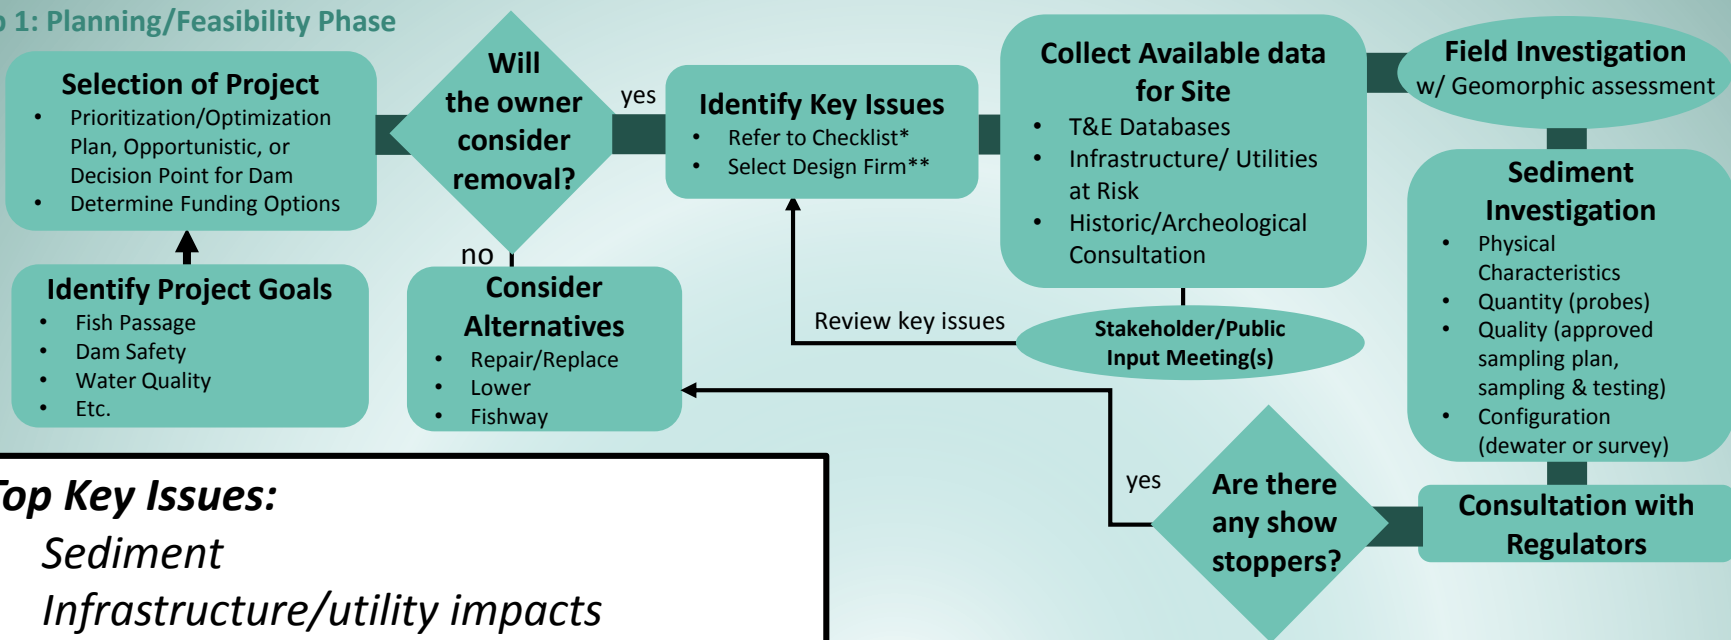 1: Planning/Feasibility Phase
Selection of Project
• Prioritization/Optimization
Plan, Opportunistic, or
Decision Point for Dam
• Determine Funding Options
Identify Project Goals
• Fish Passage
• Dam Safety
• Water Quality
• Etc.
Will
the owner
consider
removal?
yes
no
Consider
Alternatives
• Repair/Replace
• Lower
• Fishway
Identify Key Issues
• Refer to Checklist*
• Select Design Firm**
Review key issues
Collect Available data
for Site
• T&E Databases
• Infrastructure/ Utilities
at Risk
• Historic/Archeological
Consultation
Stakeholder/Public
Input Meeting(s)
Field Investigation
w/ Geomorphic assessment
Sediment
Investigation
• Physical
Characteristics
• Quantity (probes)
• Quality (approved
sampling plan,
sampling & testing)
• Configuration
(dewater or survey)
Consultation with
Regulators
Are there
any show
stoppers?
yes
Top Key Issues:
Sediment
Infrastructure/utility impacts